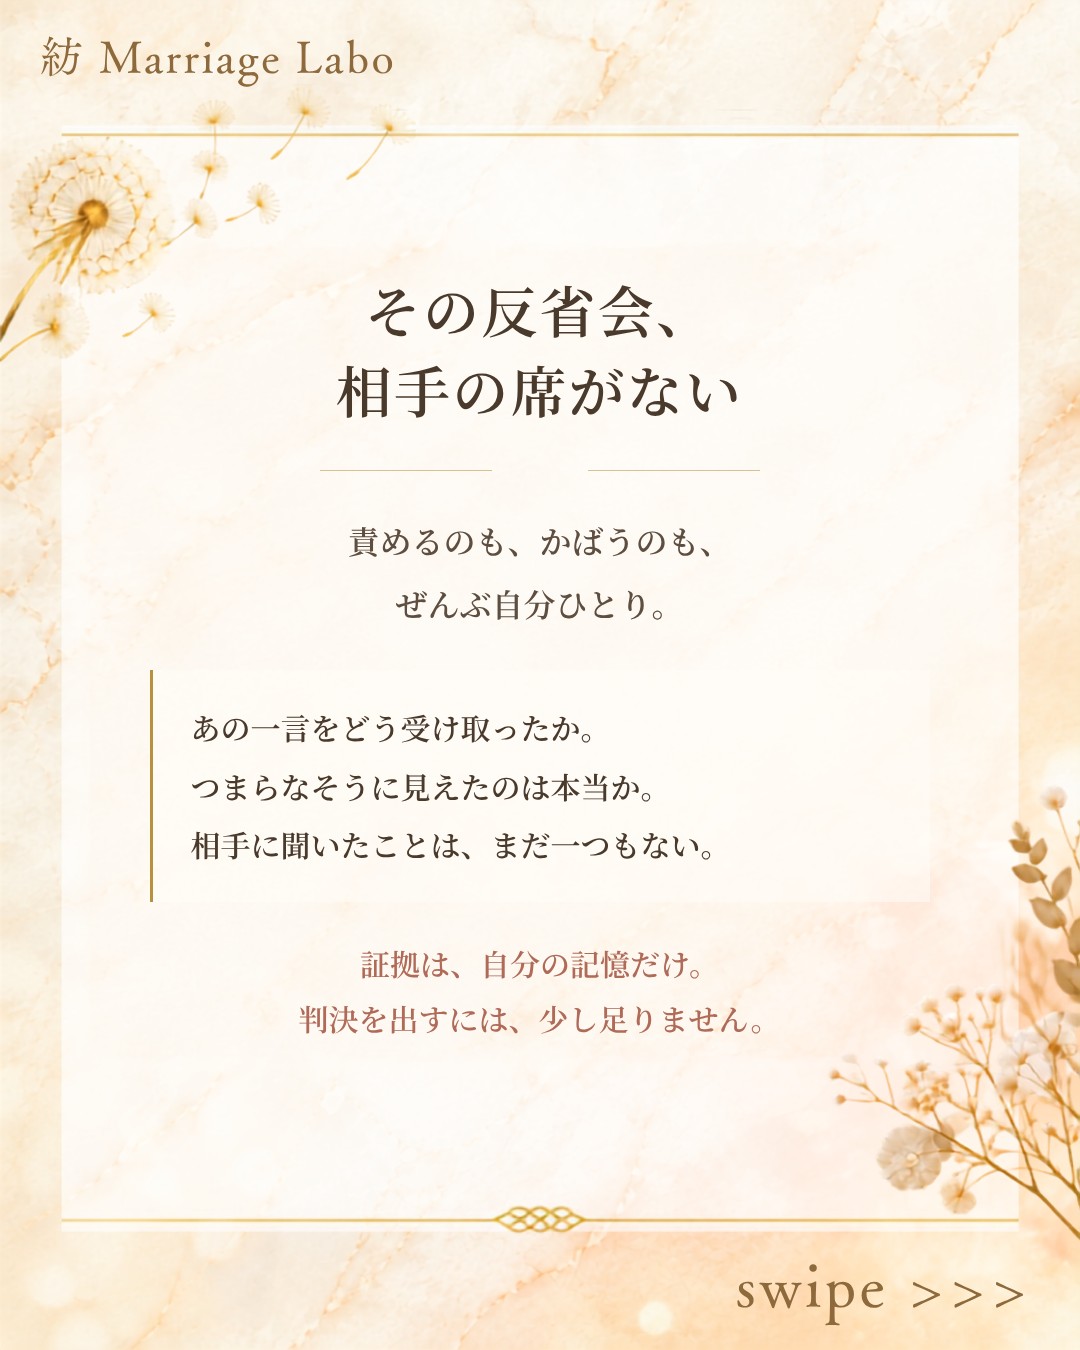 紡 Marriage Labo
その反省会、
相手の席がない
責めるのも、かばうのも、
ぜんぶ自分ひとり。
あの一言をどう受け取ったか。
つまらなそうに見えたのは本当か。
相手に聞いたことは、まだ一つもない。
証拠は、自分の記憶だけ。
判決を出すには、少し足りません。
swipe >>>